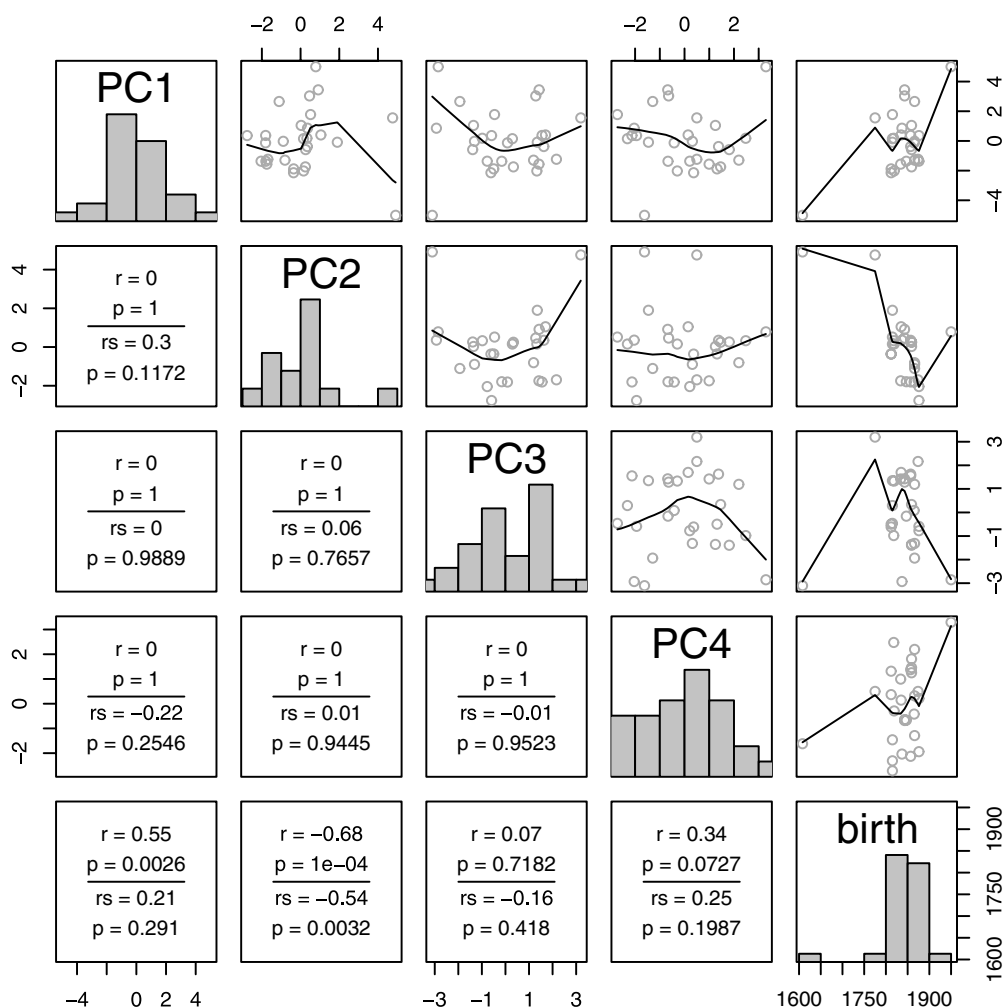 −2 0 2 4
−2 0 2
PC1
−4 0 2 4
−2 0 2 4
r = 0
p = 1
rs = 0.3
p = 0.1172
PC2
r = 0
p = 1
rs = 0
p = 0.9889
r = 0
p = 1
rs = 0.06
p = 0.7657
PC3
−3 −1 1 3
−2 0 2
r = 0
p = 1
rs = −0.22
p = 0.2546
r = 0
p = 1
rs = 0.01
p = 0.9445
r = 0
p = 1
rs = −0.01
p = 0.9523
PC4
r = 0.55
p = 0.0026
rs = 0.21
p = 0.291
r = −0.68
p = 1e−04
rs = −0.54
p = 0.0032
r = 0.07
p = 0.7182
rs = −0.16
p = 0.418
r = 0.34
p = 0.0727
rs = 0.25
p = 0.1987
birth
1600 1750 1900
−4 0 2 4
−3 −1 1 3
1600 1750 1900